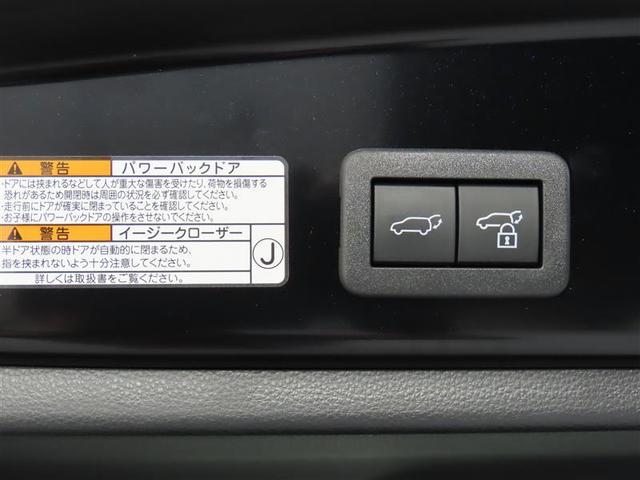 警告 パワーバックドア
・ドアには挟まれるなどして人が重大な傷害を受けたり、荷物を損傷する
恐れがあるため開閉時は周囲の状況を必ず確認してください。
・走行前にドアが確実に閉まっていることを確認してください。
・お子様にパワーバックドアの操作をさせないでください。
警告 イージークローザー
半ドア状態の時ドアが自動的に閉まるため、
指を挟まれないよう十分注意してください。
詳しくは取扱書をご覧ください。
J